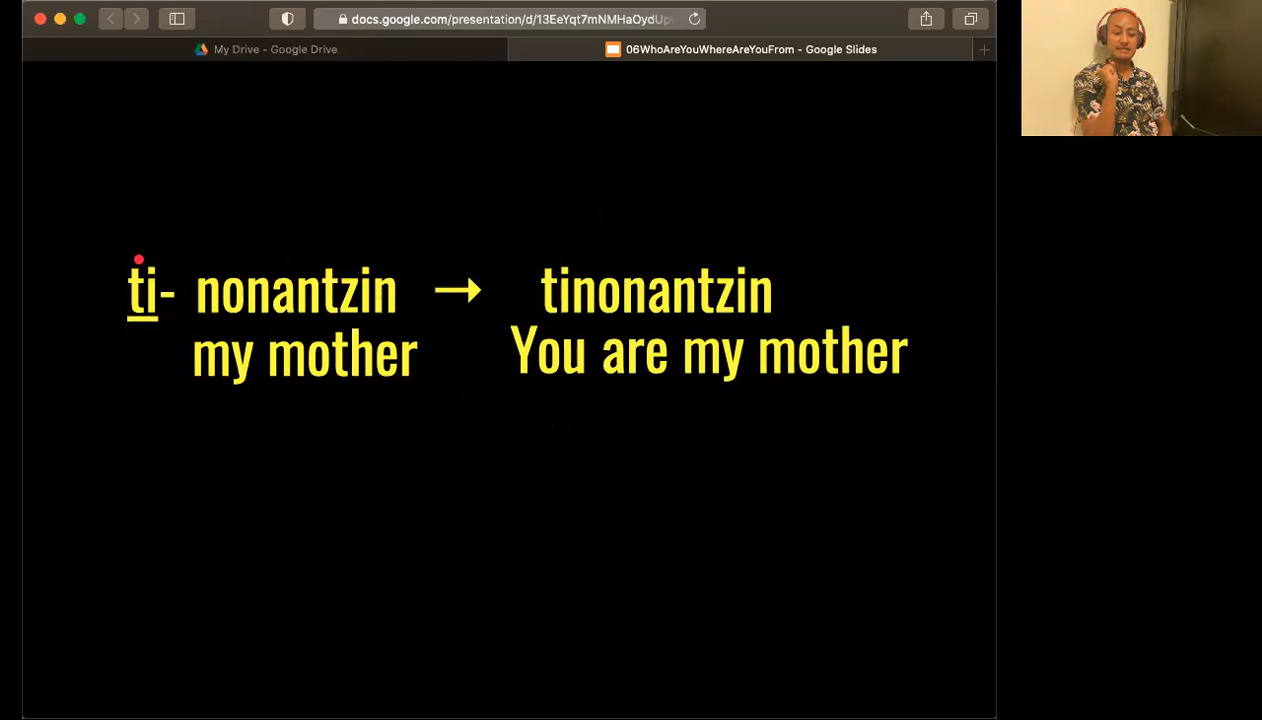 docs.google.com/presentation/d/13EeYqt7mNMHaOydUp
My Drive - Google Drive
06WhoAreYouWhereAreYouFrom - Google Slides
ti- nonantzin → tinonantzin
my mother You are my mother